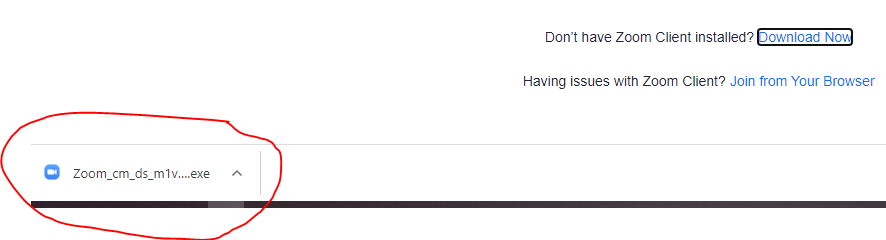 Don't have Zoom Client installed? Download Now
Having issues with Zoom Client? Join from Your Browser
Zoom_cm_ds_m1v....exe